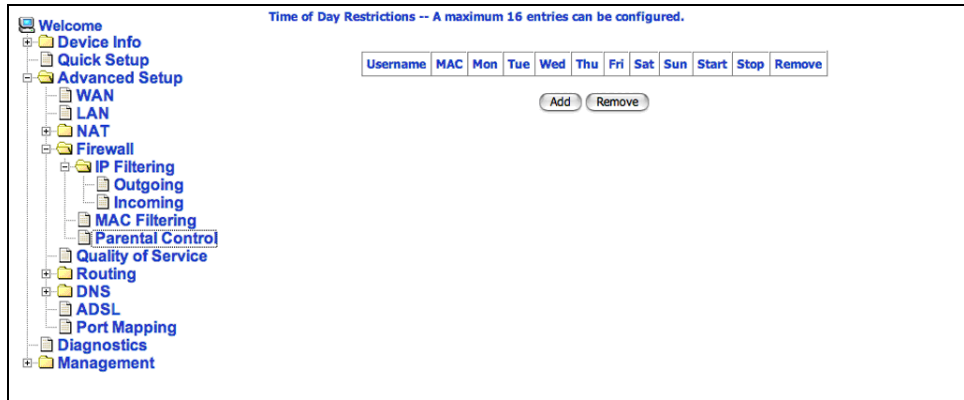 Welcome
Device Info
Quick Setup
Advanced Setup
WAN
LAN
NAT
Firewall
IP Filtering
Outgoing
Incoming
MAC Filtering
Parental Control
Quality of Service
Routing
DNS
ADSL
Port Mapping
Diagnostics
Management
Time of Day Restrictions -- A maximum 16 entries can be configured.
Username MAC Mon Tue Wed Thu Fri Sat Sun Start Stop Remove
Add Remove